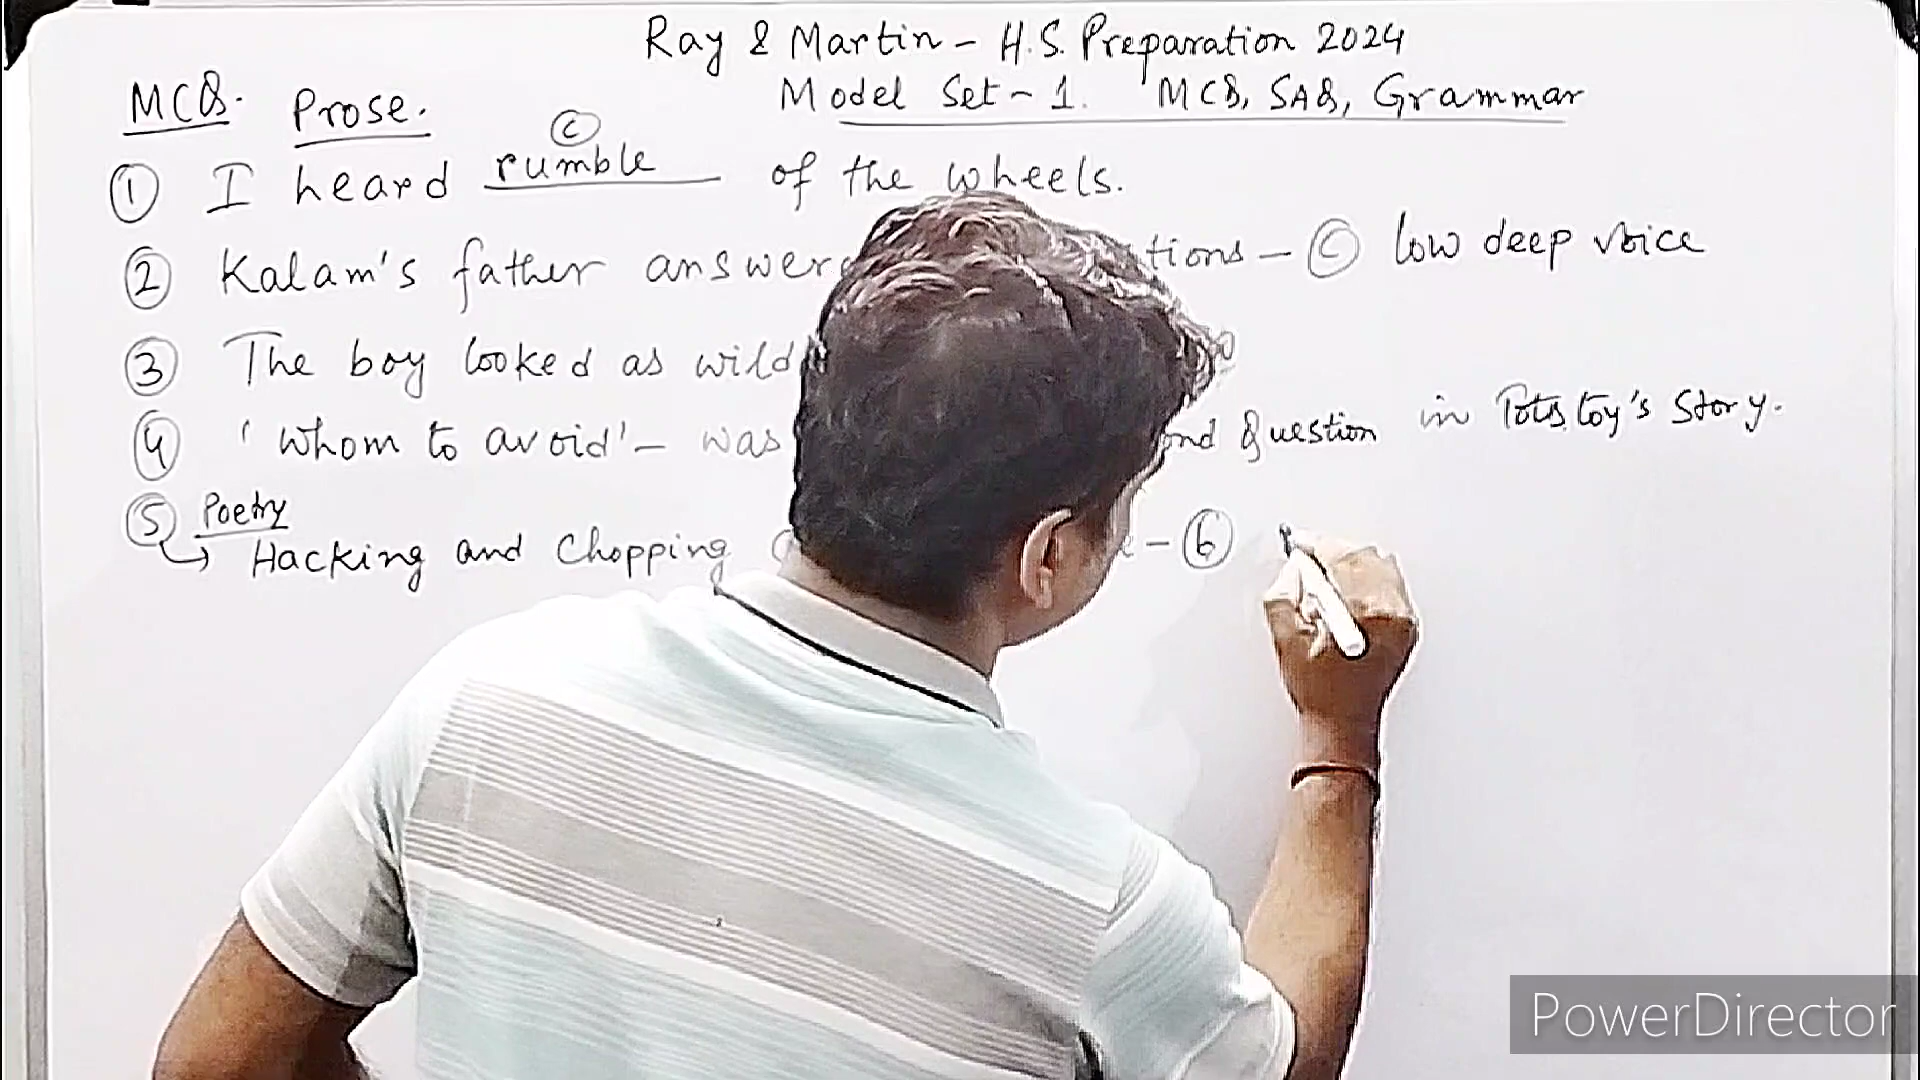 Ray & Martin - H.S. Preparation 2024
Model Set - 1. MCQ, SAQ, Grammar
MCQ. Prose.
(c)
① I heard rumble of the wheels.
② Kalam's father answer tions - (c) low deep voice
③ The boy looked as wild
④ 'Whom to avoid' - was ond Question in Story.
⑤ Poetry
→ Hacking and Chopping - (b)
PowerDirector